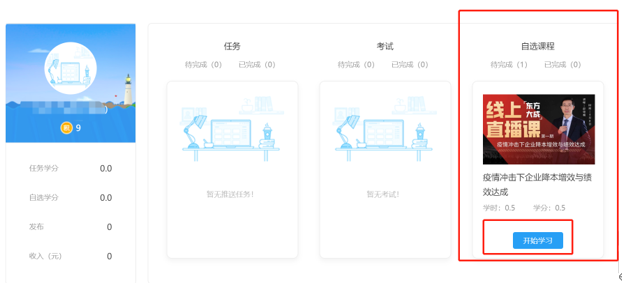 9
任务学分 0.0
自选学分 0.0
发布 0
收入（元） 0
任务
待完成（0） 已完成（0）
暂无推送任务！
考试
待完成（0） 已完成（0）
暂无考试！
自选课程
待完成（1） 已完成（0）
线上
直播课
东方
大成
第一期
疫情冲击下企业降本增效与绩效达成
疫情冲击下企业降本增效与绩
效达成
学时：0.5 学分：0.5
开始学习